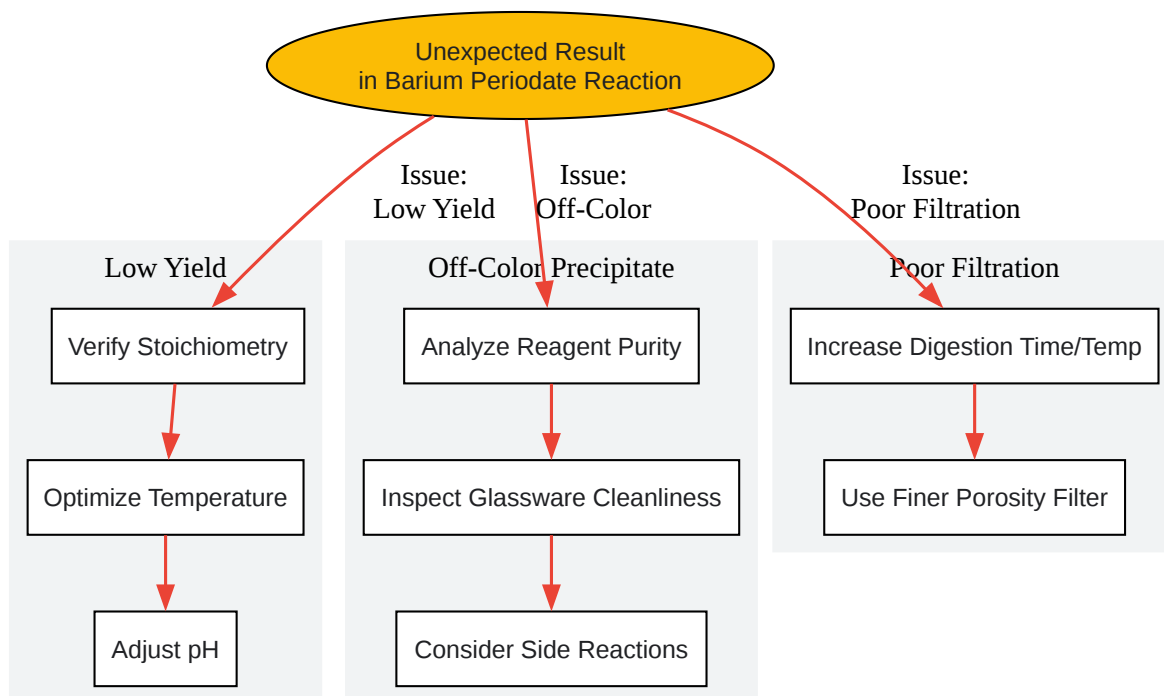 Unexpected Result
in Barium Periodate Reaction
Issue:
Low Yield
Issue:
Off-Color
Issue:
Poor Filtration
Low Yield
Verify Stoichiometry
Optimize Temperature
Adjust pH
Off-Color Precipitate
Analyze Reagent Purity
Inspect Glassware Cleanliness
Consider Side Reactions
Poor Filtration
Increase Digestion Time/Temp
Use Finer Porosity Filter